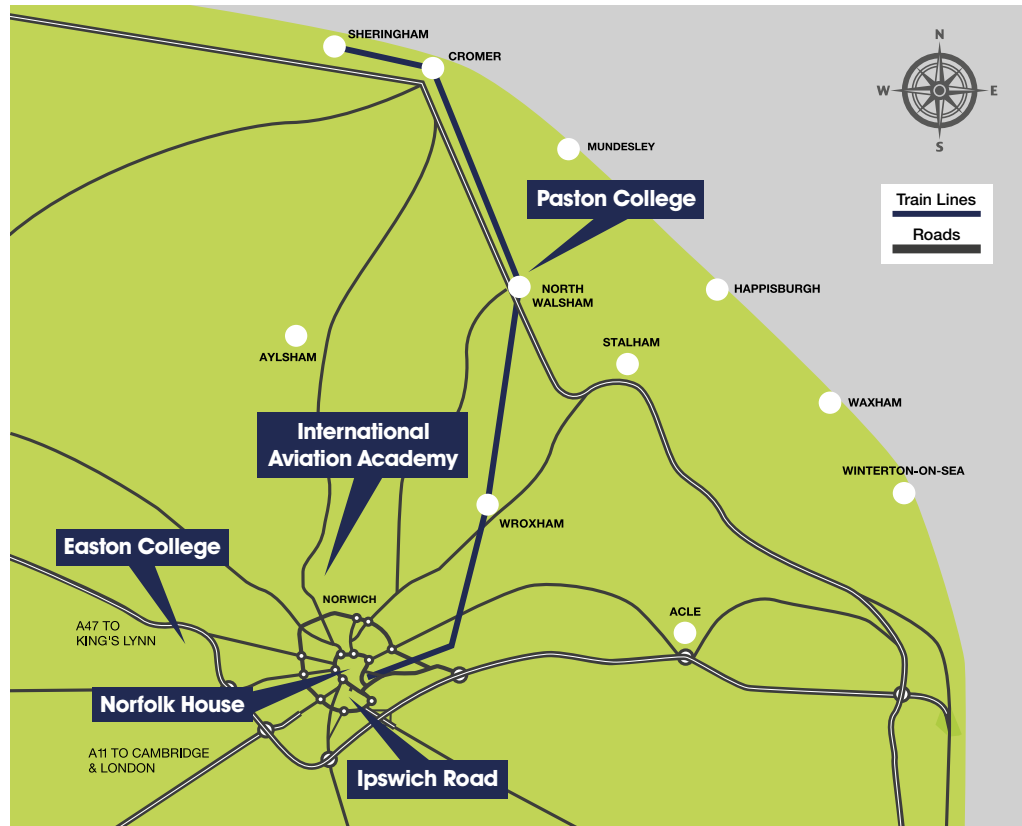 SHERINGHAM
CROMER
N
W
E
S
MUNDESLEY
Paston College
Train Lines
Roads
NORTH
WALSHAM
HAPPISBURGH
AYLSHAM
STALHAM
WAXHAM
International
Aviation Academy
WINTERTON-ON-SEA
WROXHAM
Easton College
NORWICH
ACLE
A47 TO
KING'S LYNN
Norfolk House
A11 TO CAMBRIDGE
& LONDON
Ipswich Road